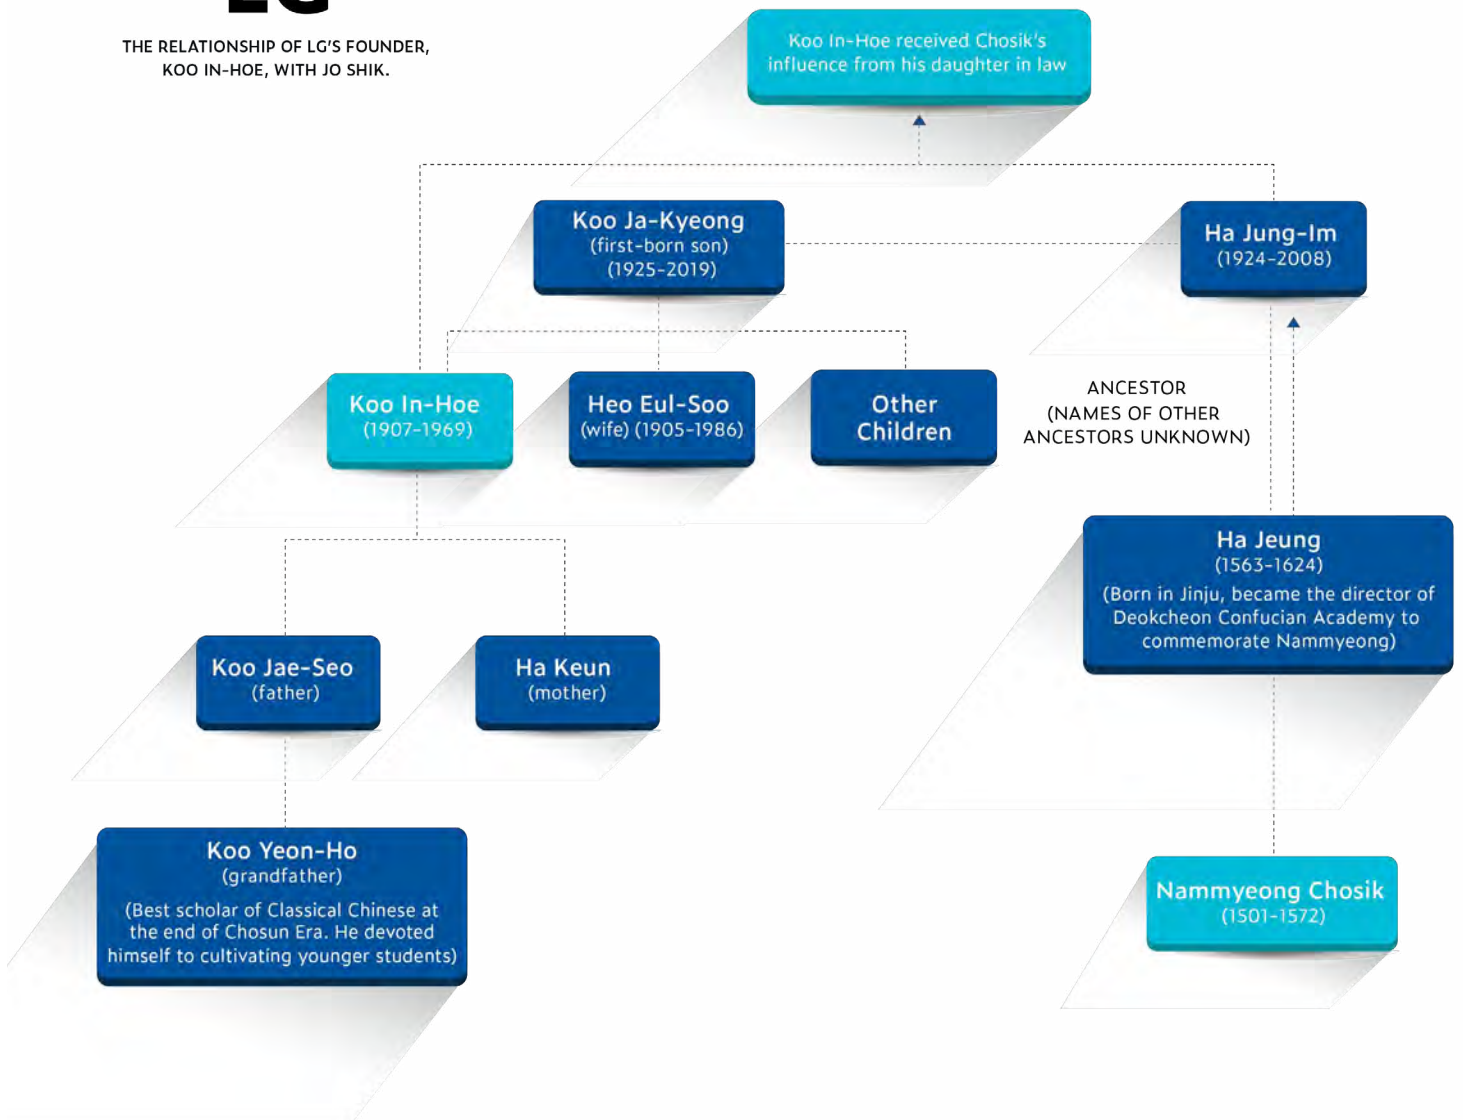 THE RELATIONSHIP OF LG'S FOUNDER,
KOO IN-HOE, WITH JO SHIK.
Koo In-Hoe received Chosik's
influence from his daughter in law
Koo Ja-Kyeong
(first-born son)
(1925-2019)
Ha Jung-Im
(1924-2008)
Koo In-Hoe
(1907-1969)
Heo Eul-Soo
(wife) (1905-1986)
Other
Children
ANCESTOR
(NAMES OF OTHER
ANCESTORS UNKNOWN)
Ha Jeung
(1563-1624)
(Born in Jinju, became the director of
Deokcheon Confucian Academy to
commemorate Nammyeong)
Koo Jae-Seo
(father)
Ha Keun
(mother)
Koo Yeon-Ho
(grandfather)
(Best scholar of Classical Chinese at
the end of Chosun Era. He devoted
himself to cultivating younger students)
Nammyeong Chosik
(1501-1572)